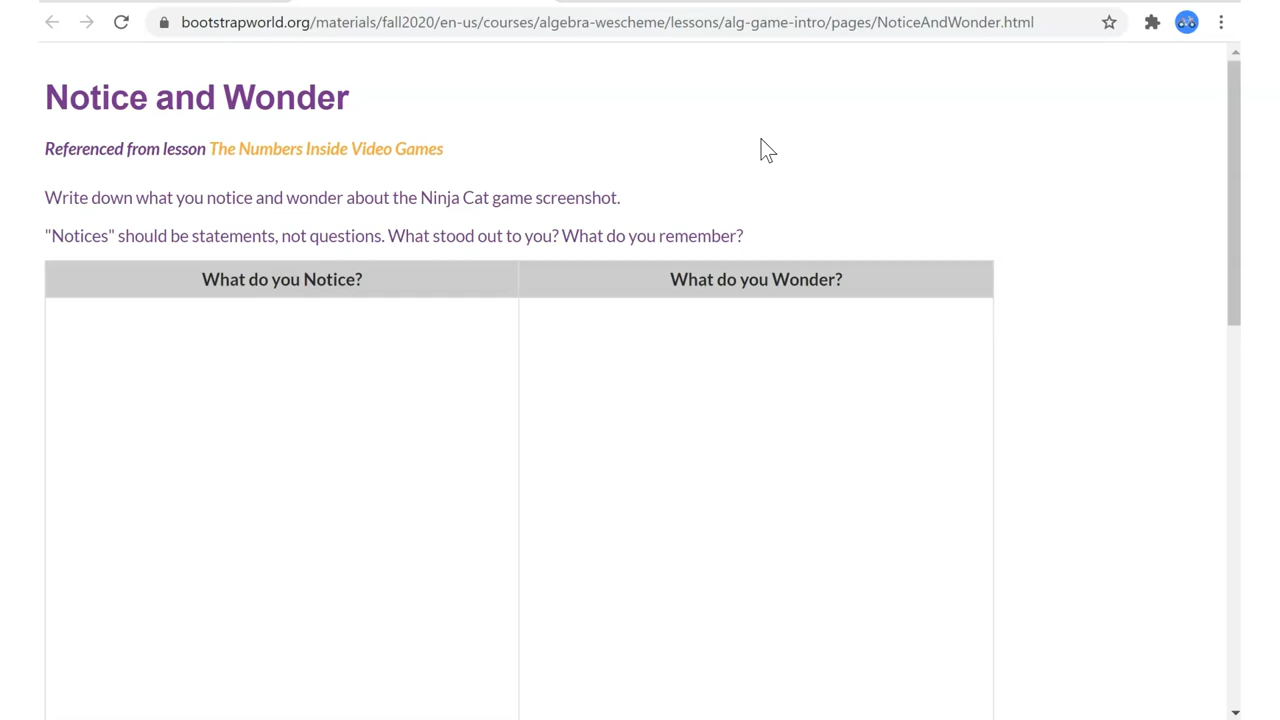 bootstrapworld.org/materials/fall2020/en-us/courses/algebra-wescheme/lessons/alg-game-intro/pages/NoticeAndWonder.html
Notice and Wonder
Referenced from lesson The Numbers Inside Video Games
Write down what you notice and wonder about the Ninja Cat game screenshot.
"Notices" should be statements, not questions. What stood out to you? What do you remember?
What do you Notice?
What do you Wonder?